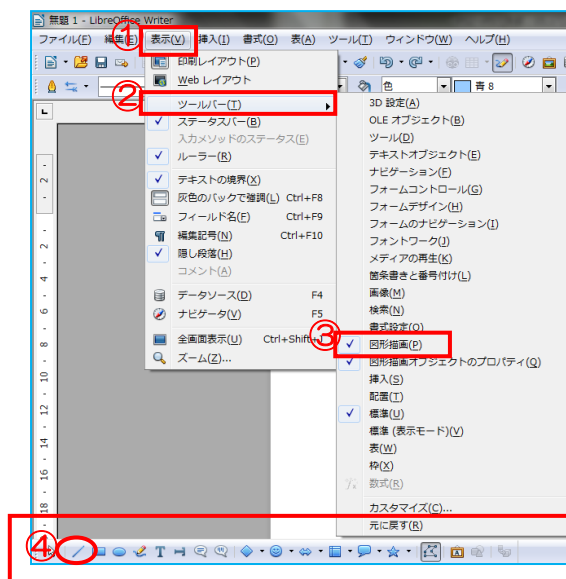 無題 1 - LibreOffice Writer
ファイル(F) 編集(E) 表示(V) 挿入(I) 書式(O) 表(A) ツール(T) ウィンドウ(W) ヘルプ(H)
①
印刷レイアウト(P)
Web レイアウト
色
青 8
②
ツールバー(T)
ステータスバー(B)
入力メソッドのステータス(E)
ルーラー(R)
テキストの境界(X)
灰色のバックで強調(L) Ctrl+F8
フィールド名(F) Ctrl+F9
編集記号(N) Ctrl+F10
隠し段落(H)
コメント(A)
データソース(D) F4
ナビゲータ(V) F5
全画面表示(U) Ctrl+Shift+J
ズーム(Z)...
3D 設定(A)
OLE オブジェクト(B)
ツール(D)
テキストオブジェクト(E)
ナビゲーション(F)
フォームコントロール(G)
フォームデザイン(H)
フォームのナビゲーション(I)
フォントワーク(J)
メディアの再生(K)
箇条書きと番号付け(L)
画像(M)
検索(N)
書式設定(O)
③
図形描画(P)
図形描画オブジェクトのプロパティ(Q)
挿入(S)
配置(T)
標準(U)
標準 (表示モード)(V)
表(W)
枠(X)
数式(R)
カスタマイズ(C)...
元に戻す(R)
2
2
4
6
8
10
12
14
16
18
④